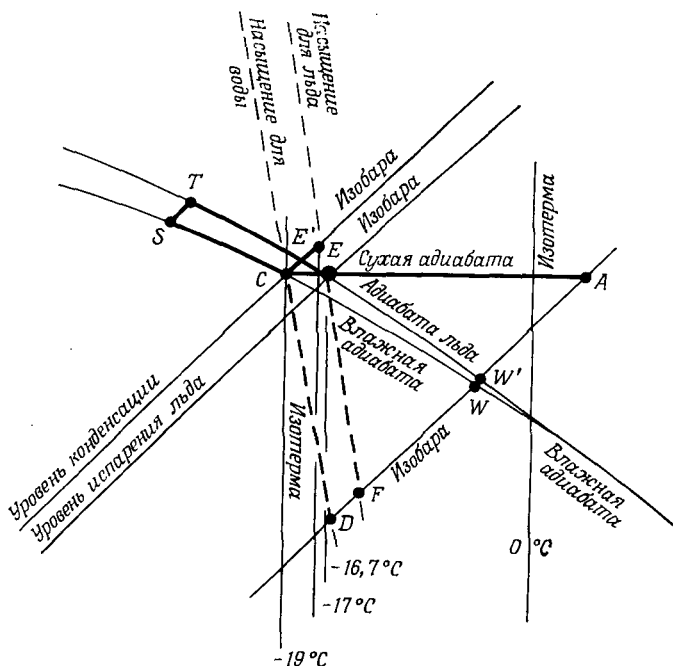 Насыщение для
воды
Насыщение
для льда
Изобара
Изобара
Изотерма
T
S
E'
E
C
Сухая адиабата
A
Адиабата льда
Влажная
адиабата
W'
W
Уровень конденсации
Уровень испарения льда
Изотерма
Изобара
F
D
Влажная
адиабата
0 °C
-16,7°C
-17°C
-19°C